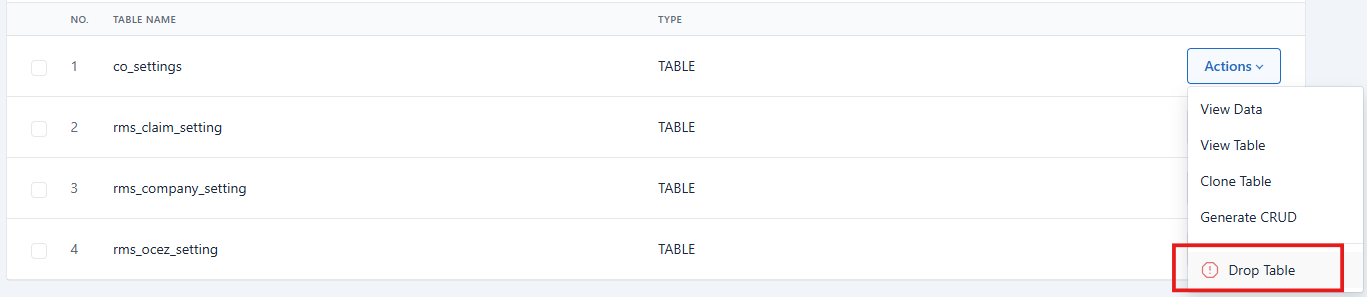 NO. TABLE NAME TYPE
1 co_settings TABLE Actions
View Data
2 rms_claim_setting TABLE
View Table
3 rms_company_setting TABLE
Clone Table
Generate CRUD
4 rms_ocez_setting TABLE
Drop Table